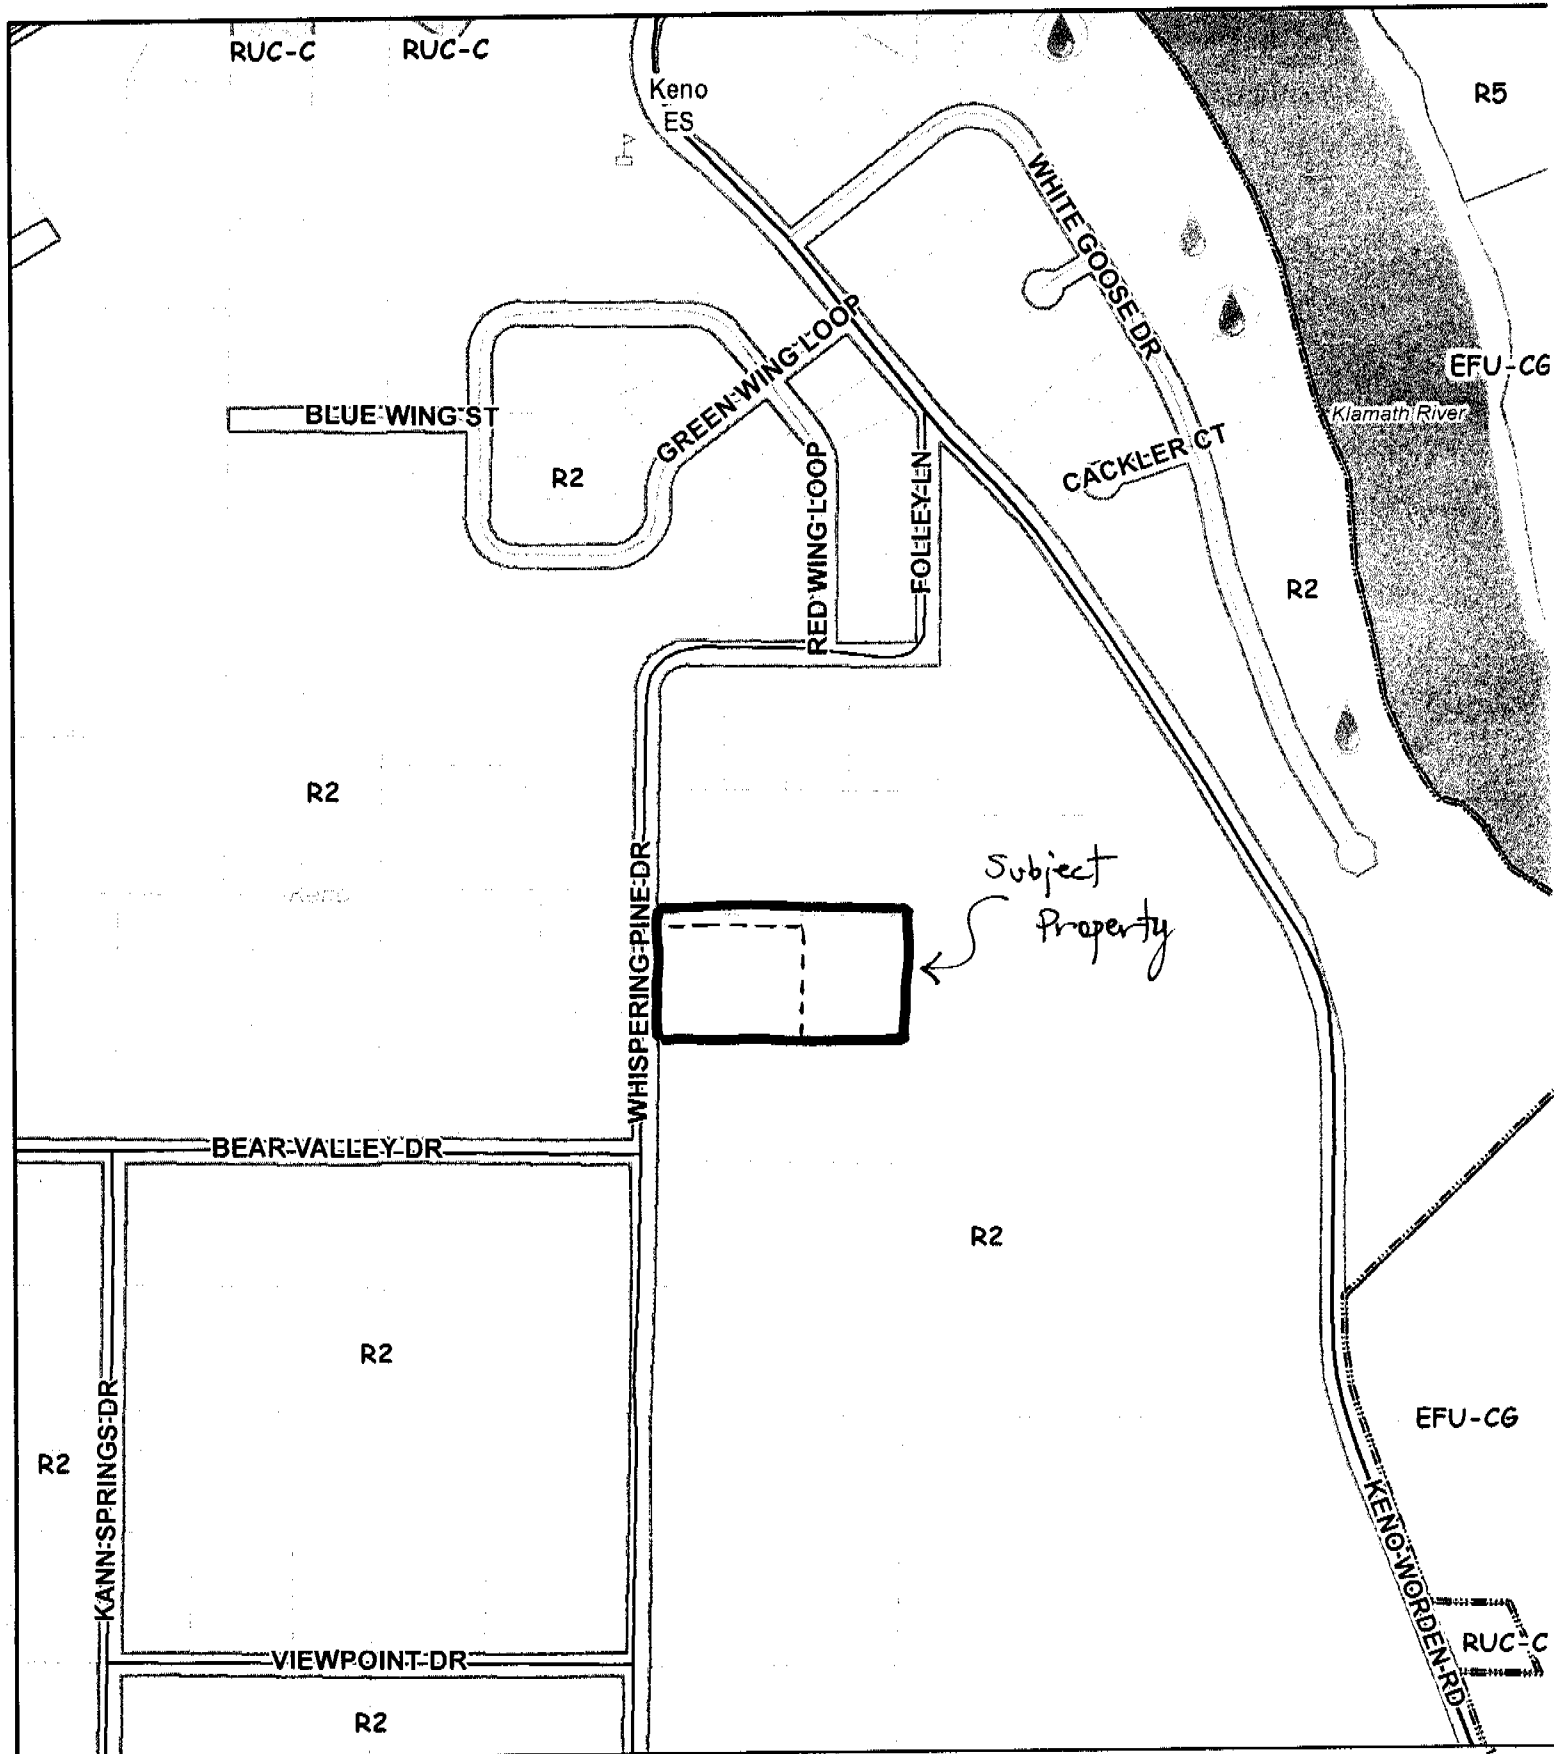 RUC-C
RUC-C
Keno
ES
R5
WHITE GOOSE DR
EFU-CG
Klamath River
GREEN WING LOOP
BLUE WING ST
CACKLER CT
R2
RED WING LOOP
FOLLEY LN
R2
R2
WHISPERING PINE DR
Subject
Property
Keno
BEAR VALLEY DR
R2
R2
KANN SPRINGS DR
R2
EFU-CG
KENO WORDEN RD
RUC-C
VIEWPOINT DR
R2